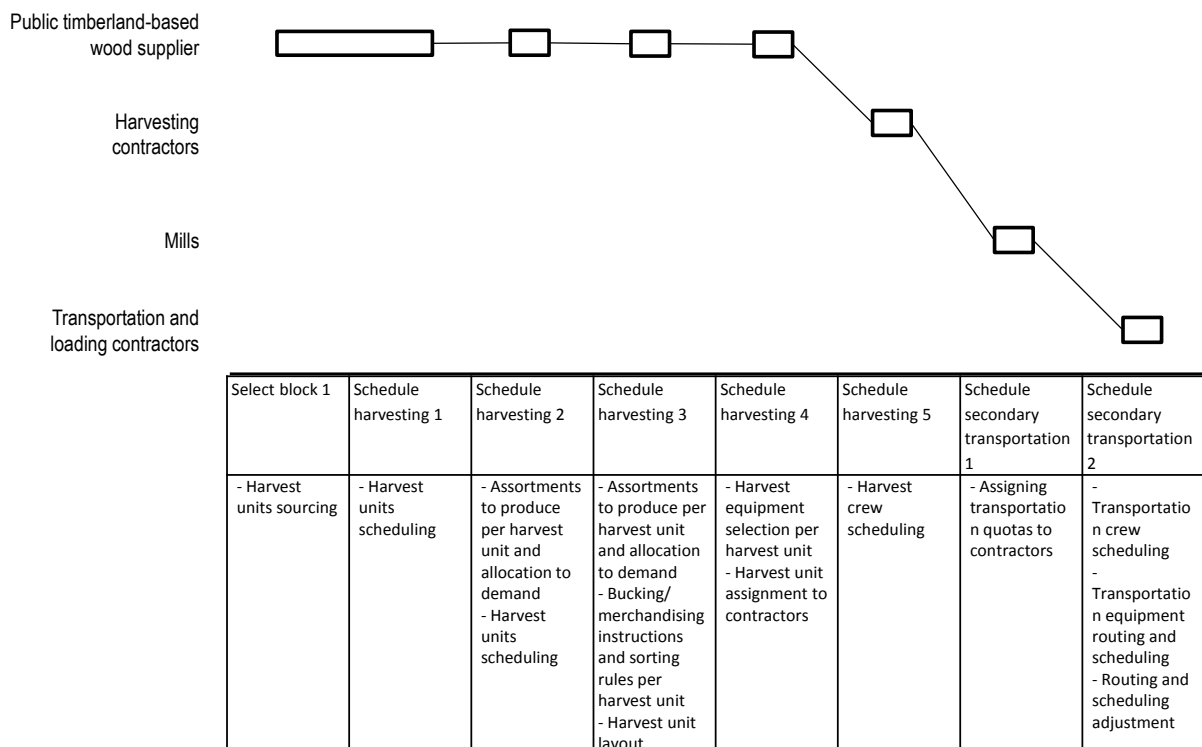 Public timberland-based
wood supplier
Harvesting
contractors
Mills
Transportation and
loading contractors
Select block 1
Schedule
harvesting 1
Schedule
harvesting 2
Schedule
harvesting 3
Schedule
harvesting 4
Schedule
harvesting 5
Schedule
secondary
transportation
1
Schedule
secondary
transportation
2
- Harvest
units sourcing
- Harvest
units
scheduling
- Assortments
to produce
per harvest
unit and
allocation to
demand
- Harvest
units
scheduling
- Assortments
to produce per
harvest unit
and allocation
to demand
- Bucking/
merchandising
instructions
and sorting
rules per
harvest unit
- Harvest unit
layout
- Harvest
equipment
selection per
harvest unit
- Harvest unit
assignment to
contractors
- Harvest
crew
scheduling
- Assigning
transportatio
n quotas to
contractors
-
Transportatio
n crew
scheduling
-
Transportatio
n equipment
routing and
scheduling
- Routing and
scheduling
adjustment